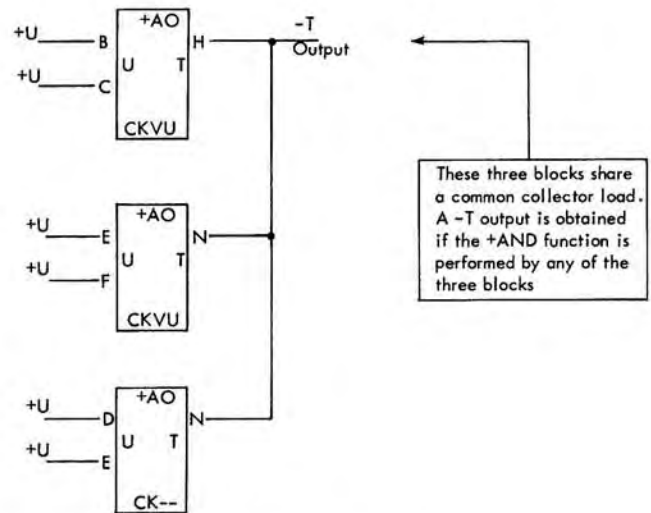 +AO
-T
+U B H Output
U T
+U C
CKVU
These three blocks share
a common collector load.
A -T output is obtained
if the +AND function is
performed by any of the
three blocks
+AO
+U E N
U T
+U F
CKVU
+AO
+U D N
U T
+U E
CK--